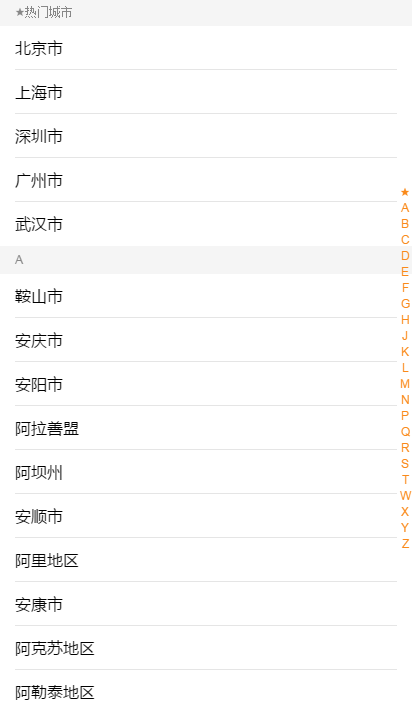 ★热门城市
北京市
上海市
深圳市
广州市
武汉市
A
鞍山市
安庆市
安阳市
阿拉善盟
阿坝州
安顺市
阿里地区
安康市
阿克苏地区
阿勒泰地区
★
A
B
C
D
E
F
G
H
J
K
L
M
N
P
Q
R
S
T
W
X
Y
Z